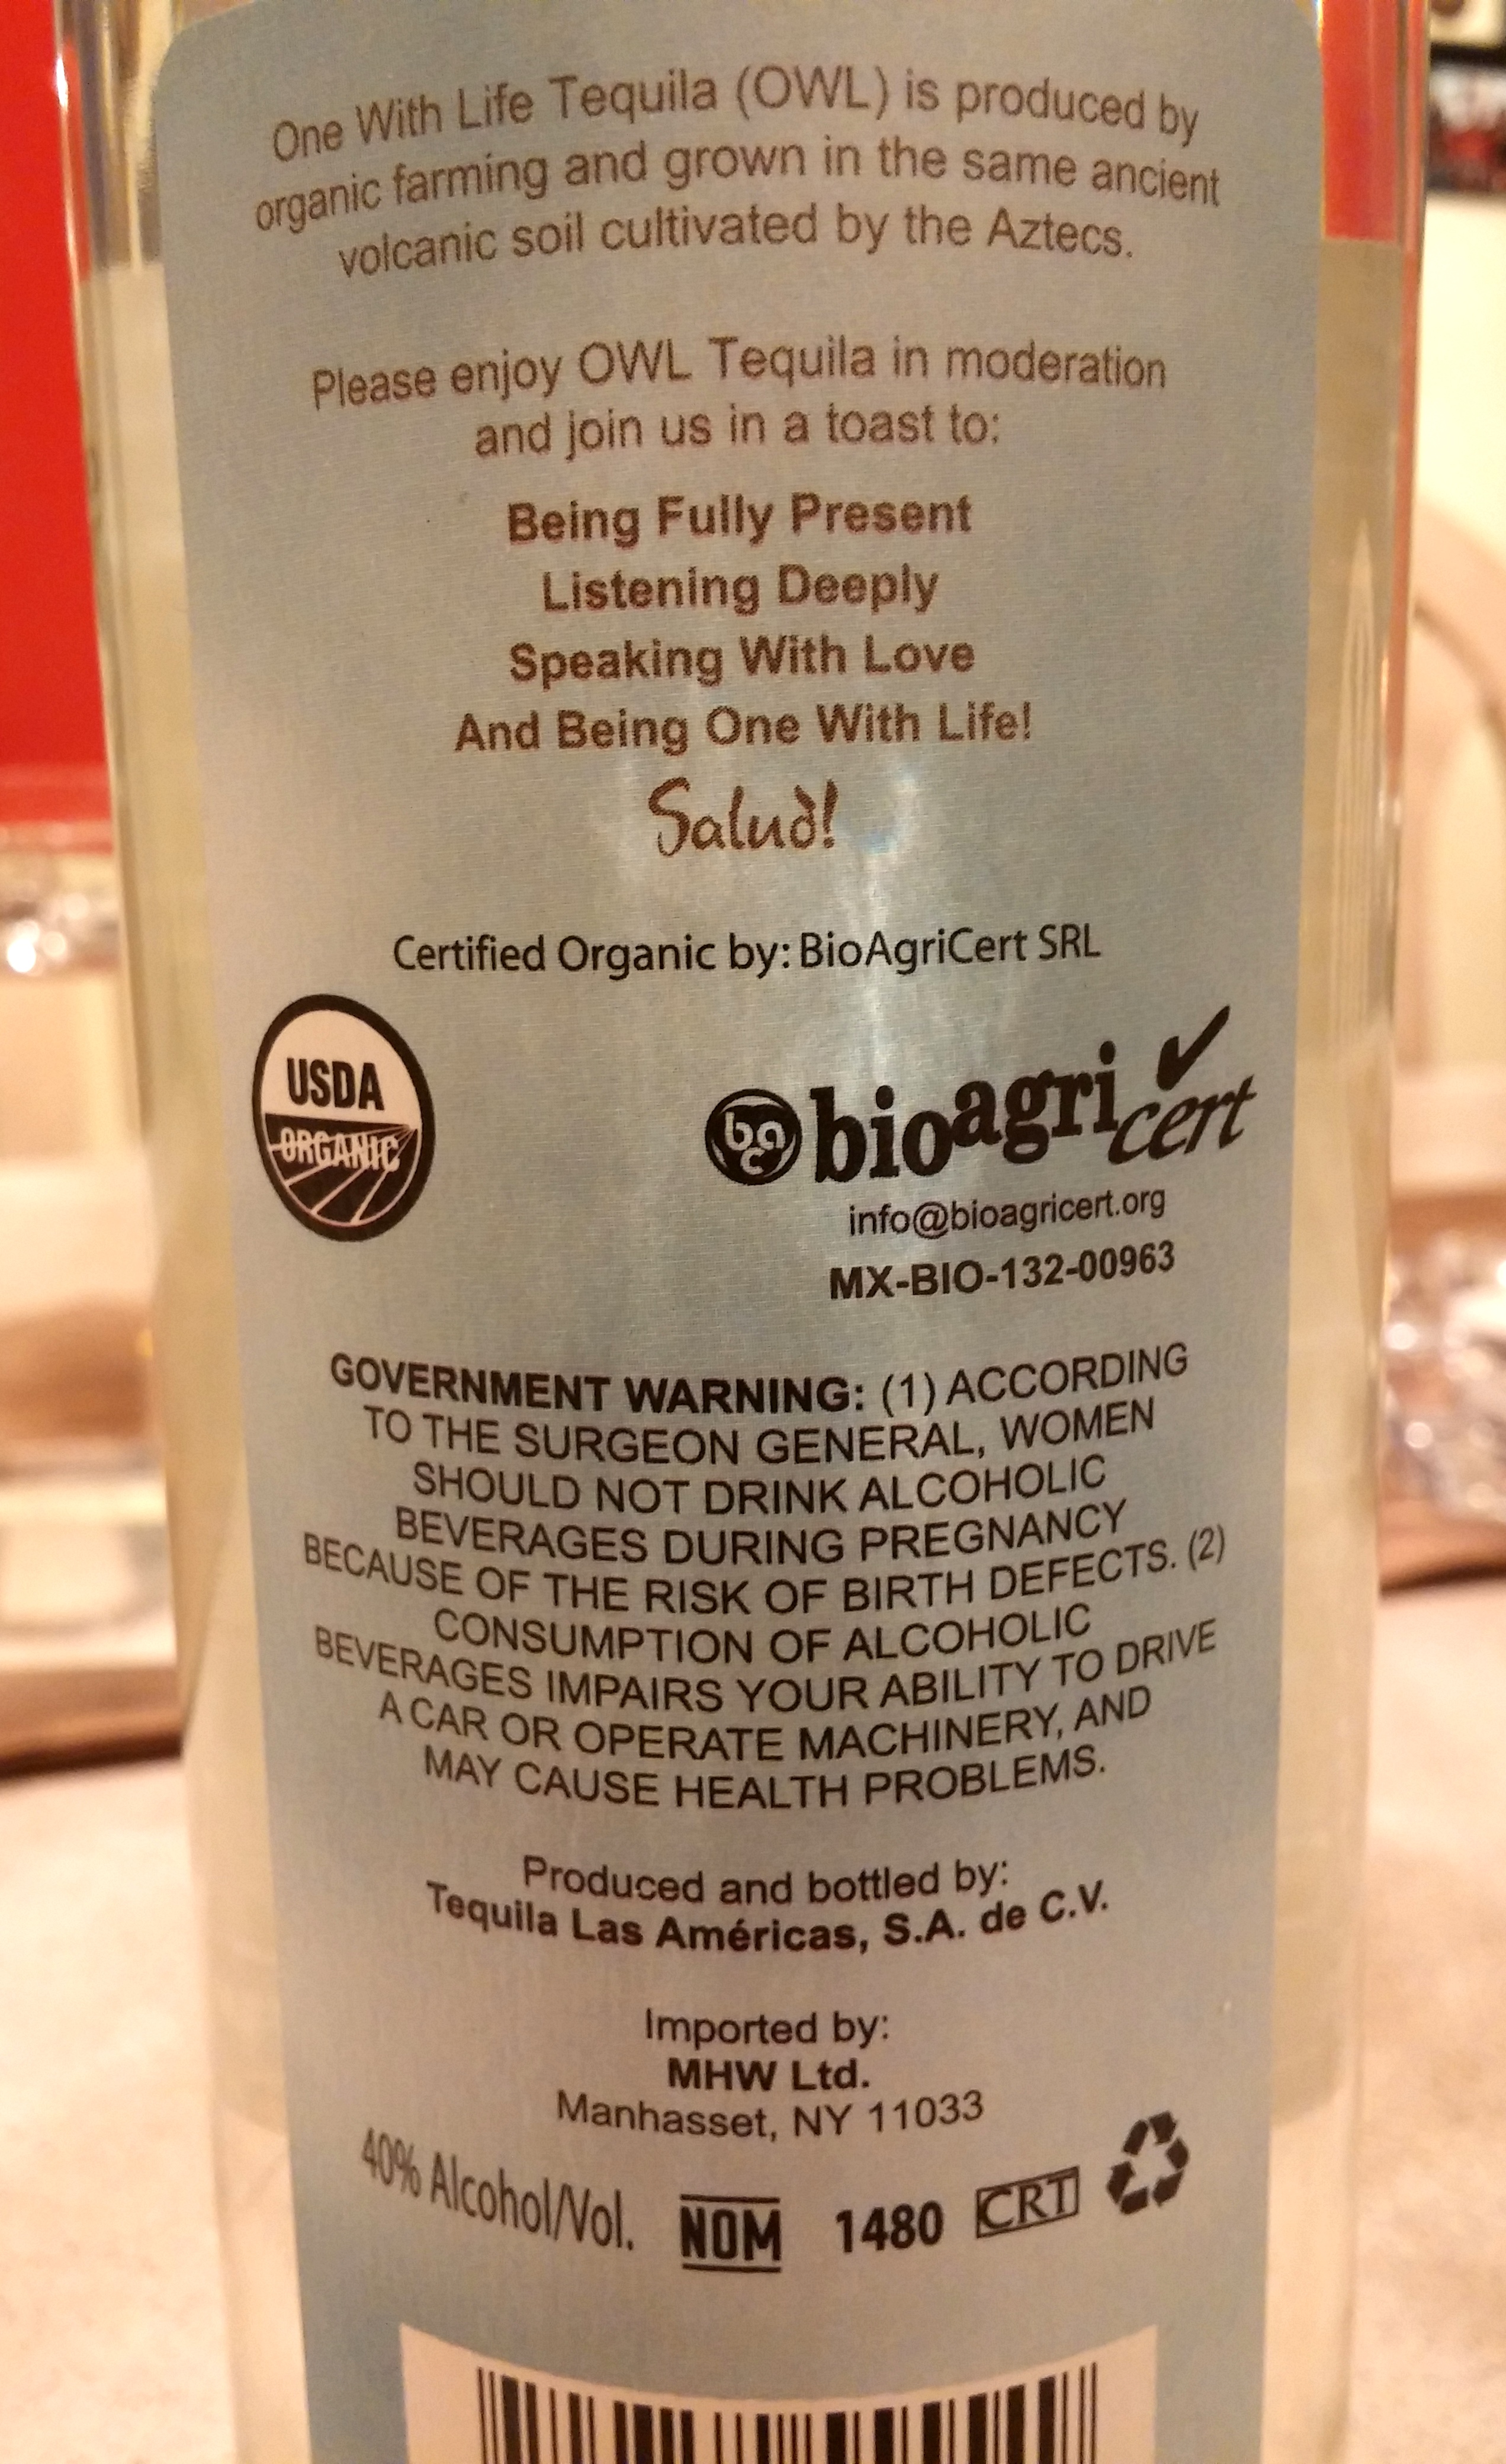 One With Life Tequila (OWL) is produced by
organic farming and grown in the same ancient
volcanic soil cultivated by the Aztecs.
Please enjoy OWL Tequila in moderation
and join us in a toast to:
Being Fully Present
Listening Deeply
Speaking With Love
And Being One With Life!
Salud!
Certified Organic by: BioAgriCert SRL
USDA
ORGANIC
bac bioagricert
info@bioagricert.org
MX-BIO-132-00963
GOVERNMENT WARNING: (1) ACCORDING
TO THE SURGEON GENERAL, WOMEN
SHOULD NOT DRINK ALCOHOLIC
BEVERAGES DURING PREGNANCY
BECAUSE OF THE RISK OF BIRTH DEFECTS. (2)
CONSUMPTION OF ALCOHOLIC
BEVERAGES IMPAIRS YOUR ABILITY TO DRIVE
A CAR OR OPERATE MACHINERY, AND
MAY CAUSE HEALTH PROBLEMS.
Produced and bottled by:
Tequila Las Américas, S.A. de C.V.
Imported by:
MHW Ltd.
Manhasset, NY 11033
40% Alcohol/Vol. NOM 1480 CRT